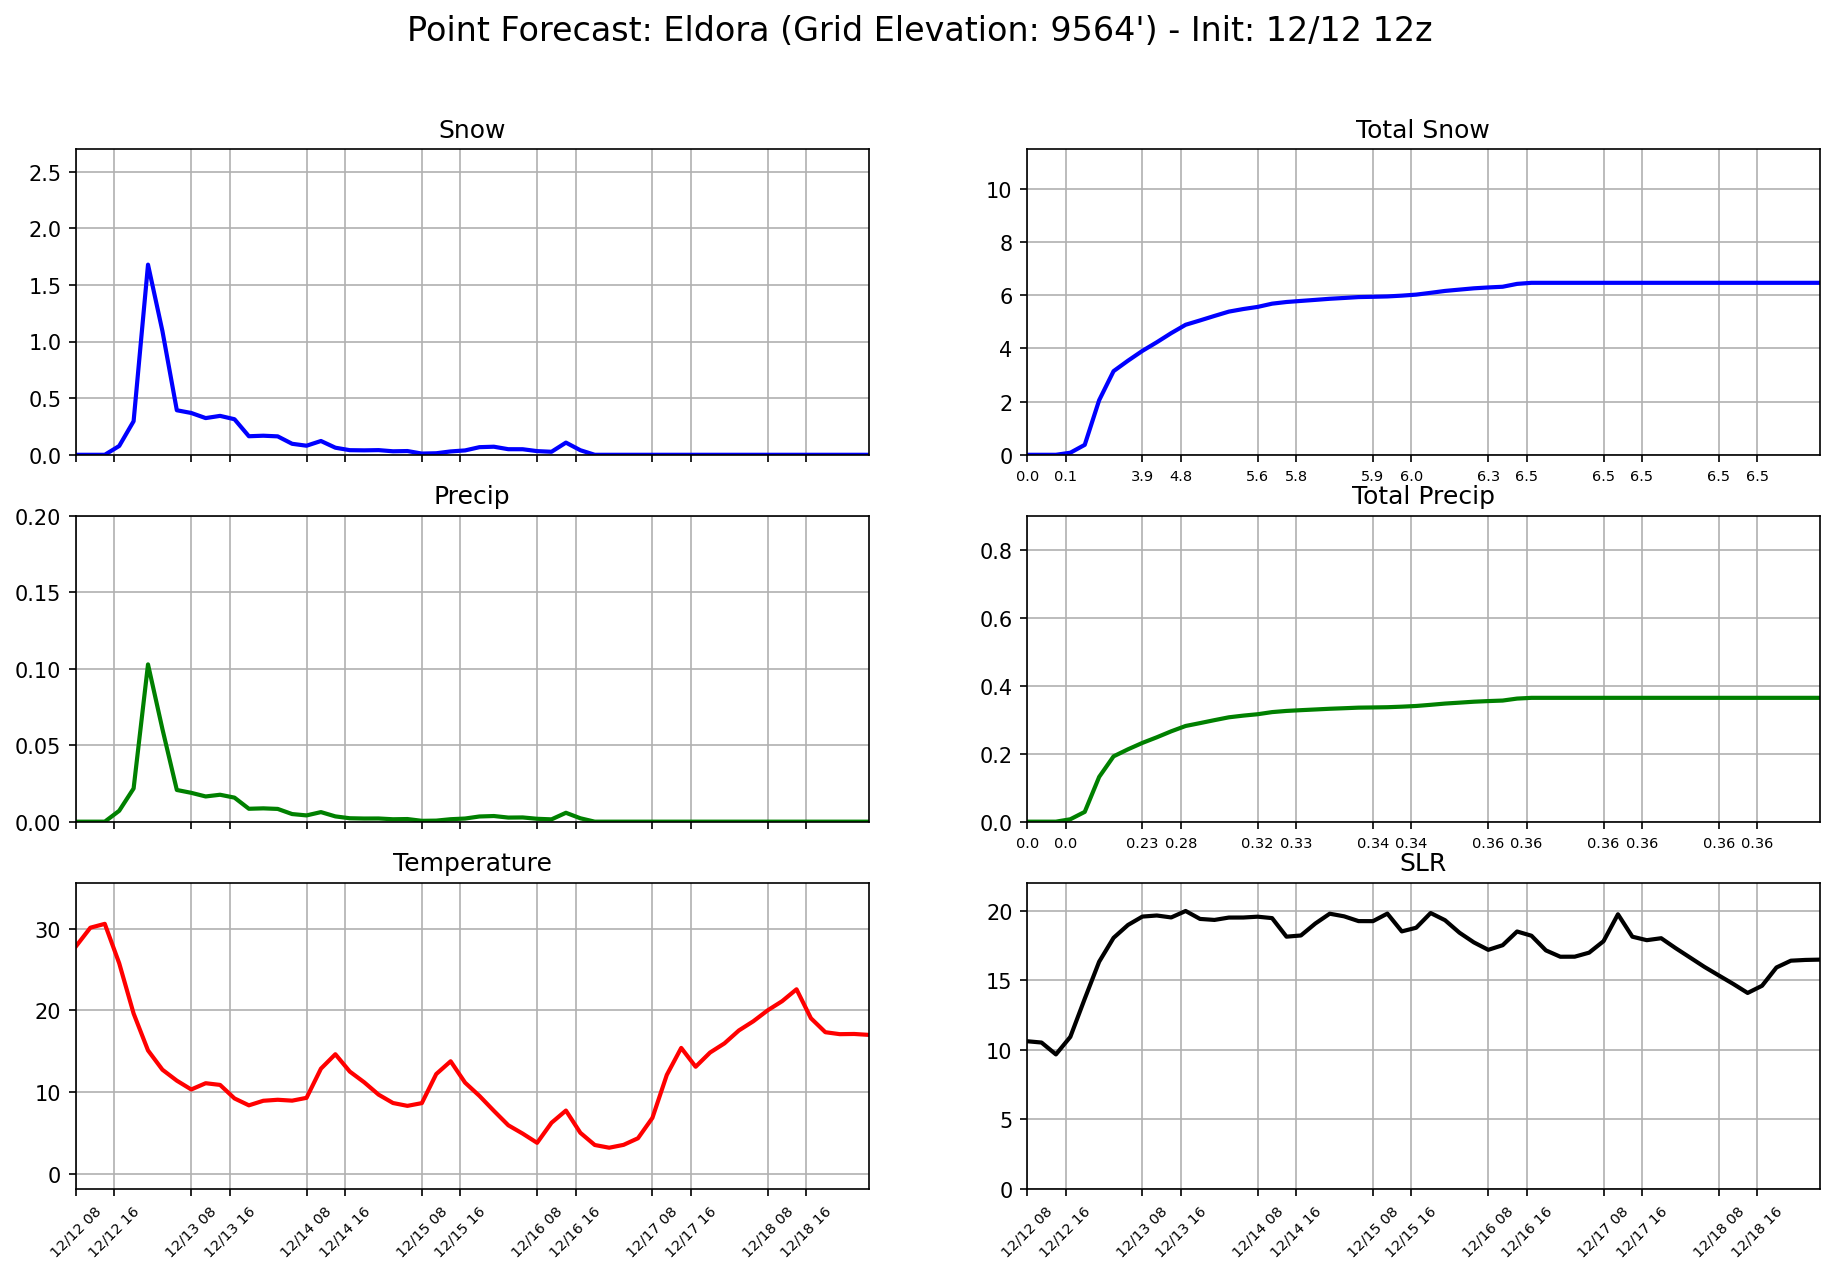 Point Forecast: Eldora (Grid Elevation: 9564') - Init: 12/12 12z
Snow
2.5
2.0
1.5
1.0
0.5
0.0
Total Snow
10
8
6
4
2
0
0.0 0.1 3.9 4.8 5.6 5.8 5.9 6.0 6.3 6.5 6.5 6.5 6.5 6.5
Precip
0.20
0.15
0.10
0.05
0.00
Total Precip
0.8
0.6
0.4
0.2
0.0
0.0 0.0 0.23 0.28 0.32 0.33 0.34 0.34 0.36 0.36 0.36 0.36 0.36 0.36
Temperature
30
20
10
0
12/12 08 12/12 16 12/13 08 12/13 16 12/14 08 12/14 16 12/15 08 12/15 16 12/16 08 12/16 16 12/17 08 12/17 16 12/18 08 12/18 16
SLR
20
15
10
5
0
12/12 08 12/12 16 12/13 08 12/13 16 12/14 08 12/14 16 12/15 08 12/15 16 12/16 08 12/16 16 12/17 08 12/17 16 12/18 08 12/18 16